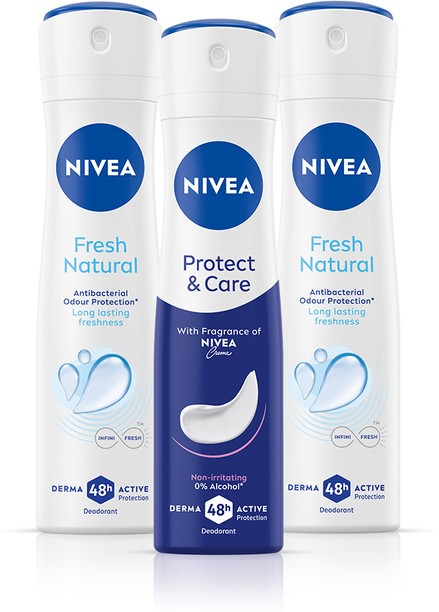 NIVEA
Fresh
Natural
Antibacterial
Odour Protection*
Long lasting
freshness
INFINI FRESH
TM
DERMA 48h ACTIVE
Protection
Deodorant
NIVEA
Protect
& Care
With Fragrance of
NIVEA
Creme
Non-irritating
0% Alcohol*
DERMA 48h ACTIVE
Protection
Deodorant
NIVEA
Fresh
Natural
Antibacterial
Odour Protection*
Long lasting
freshness
INFINI FRESH
TM
DERMA 48h ACTIVE
Protection
Deodorant